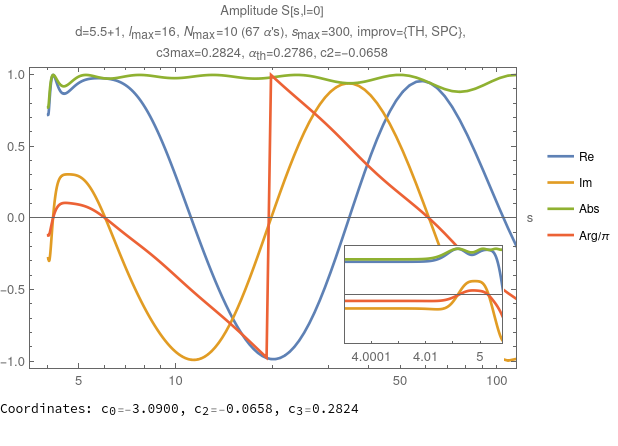 Amplitude S[s,l=0]
d=5.5+1, lmax=16, Nmax=10 (67 α's), smax=300, improv={TH, SPC},
c3max=0.2824, αth=0.2786, c2=-0.0658
1.0
0.5
0.0
-0.5
-1.0
5
10
50
100
s
4.0001
4.01
5
Re
Im
Abs
Arg/π
Coordinates: c0=-3.0900, c2=-0.0658, c3=0.2824